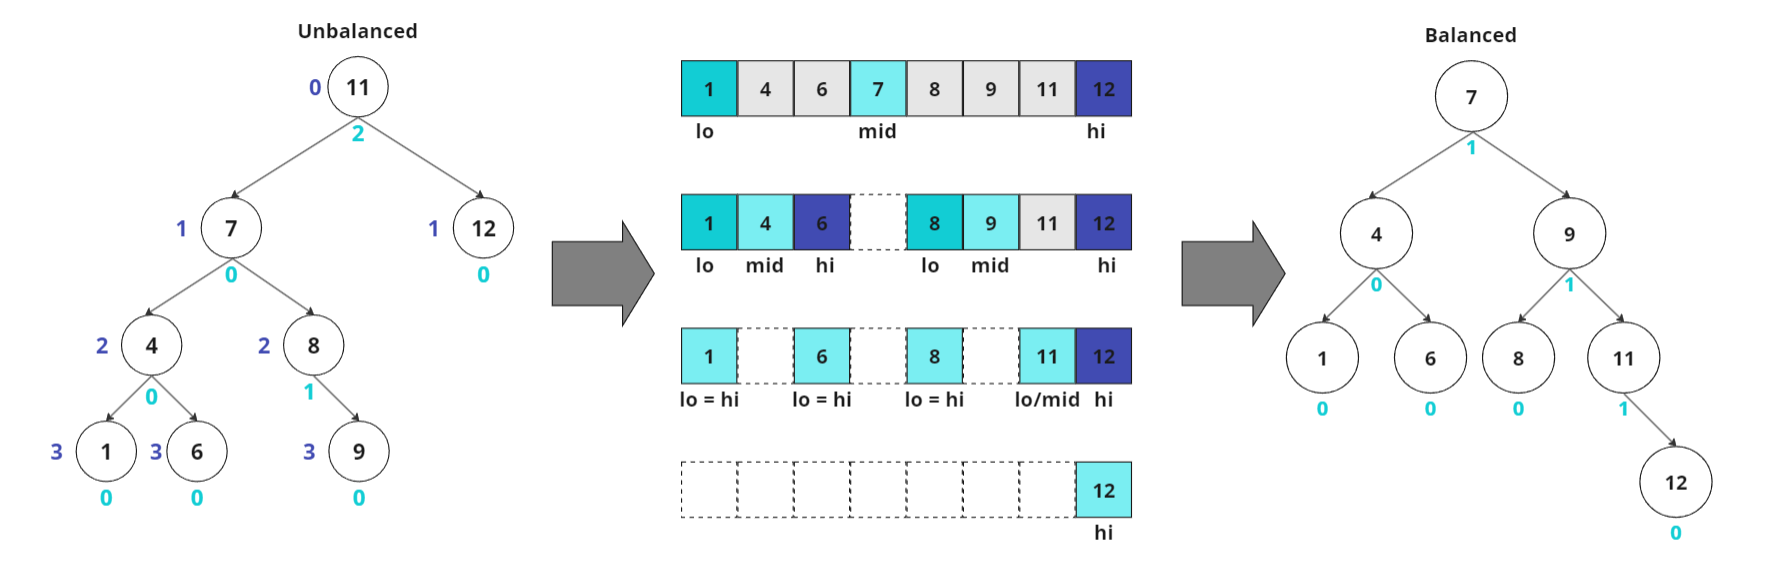 Unbalanced
0 11
2
1 7 1 12
0 0
2 4 2 8
0 1
3 1 3 6 3 9
0 0 0
1 4 6 7 8 9 11 12
lo mid hi
1 4 6 8 9 11 12
lo mid hi lo mid hi
1 6 8 11 12
lo = hi lo = hi lo = hi lo/mid hi
12
hi
Balanced
7
1
4 9
0 1
1 6 8 11
0 0 0 1
12
0